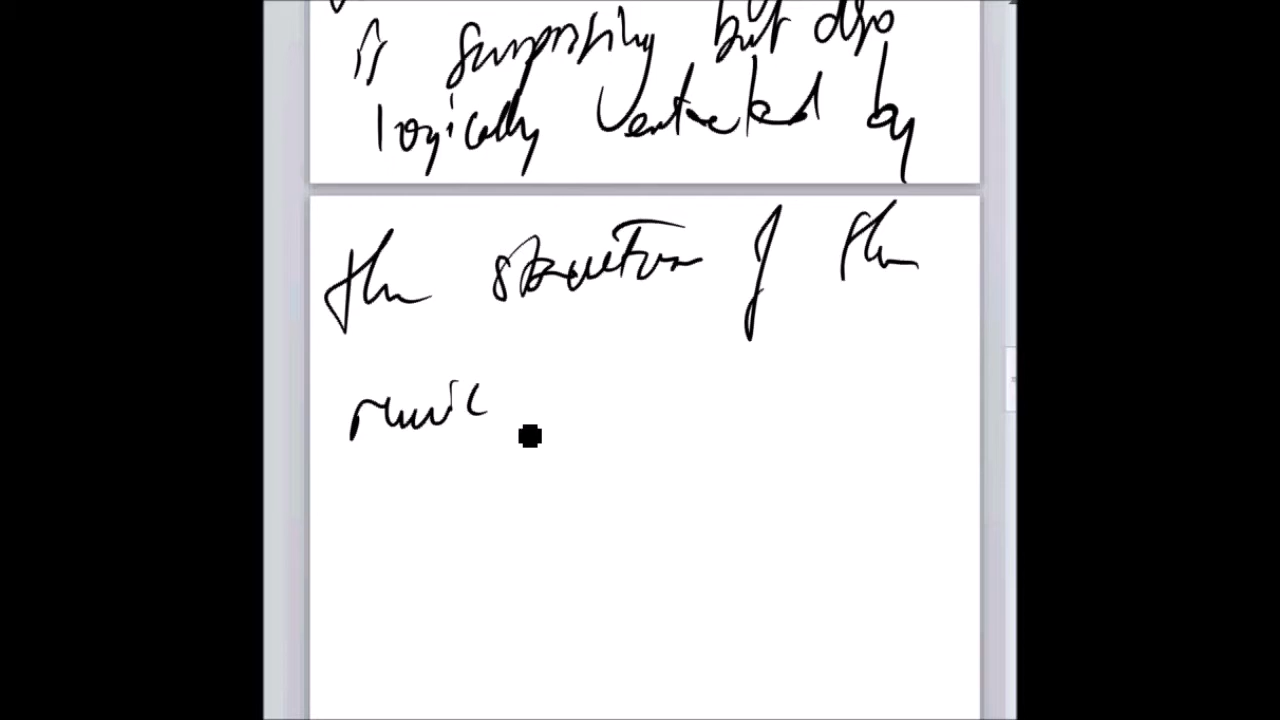 is surprising but also
logically by
the structure of the
music